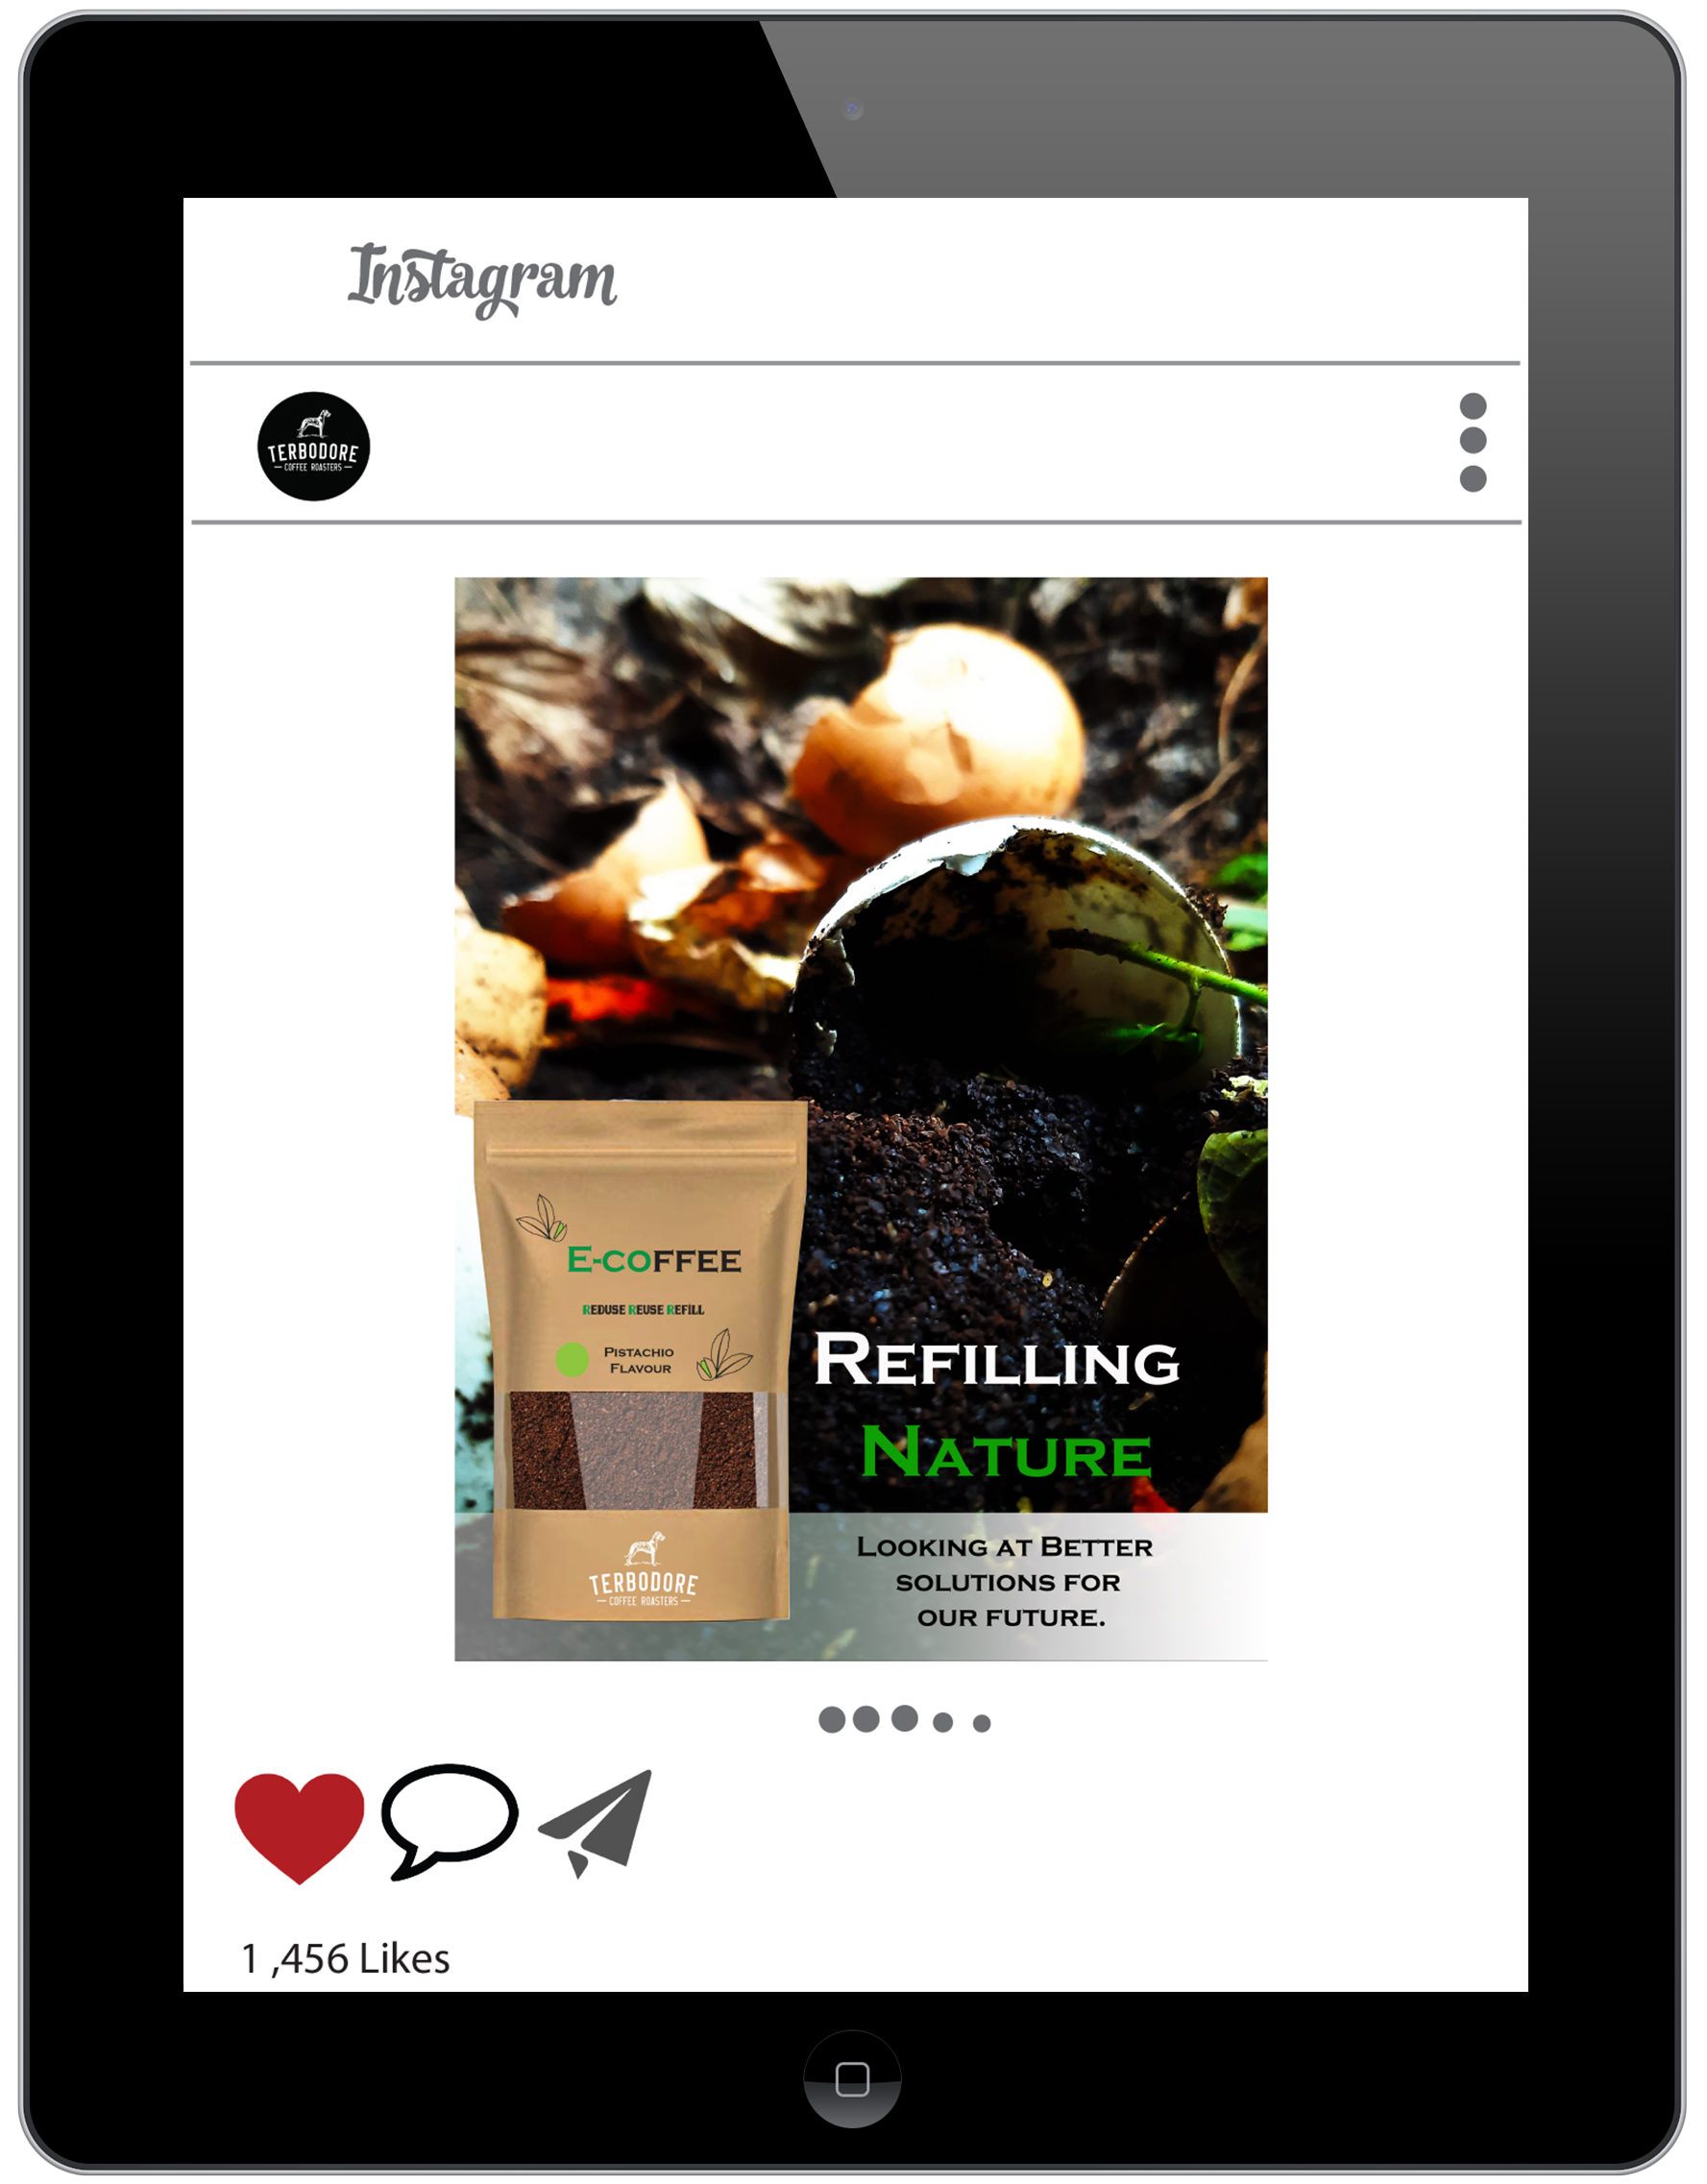 Instagram
TERBODORE
COFFEE ROASTERS
E-COFFEE
REDUSE REUSE REFILL
PISTACHIO
FLAVOUR
TERBODORE
COFFEE ROASTERS
REFILLING
NATURE
LOOKING AT BETTER
SOLUTIONS FOR
OUR FUTURE.
1 ,456 Likes